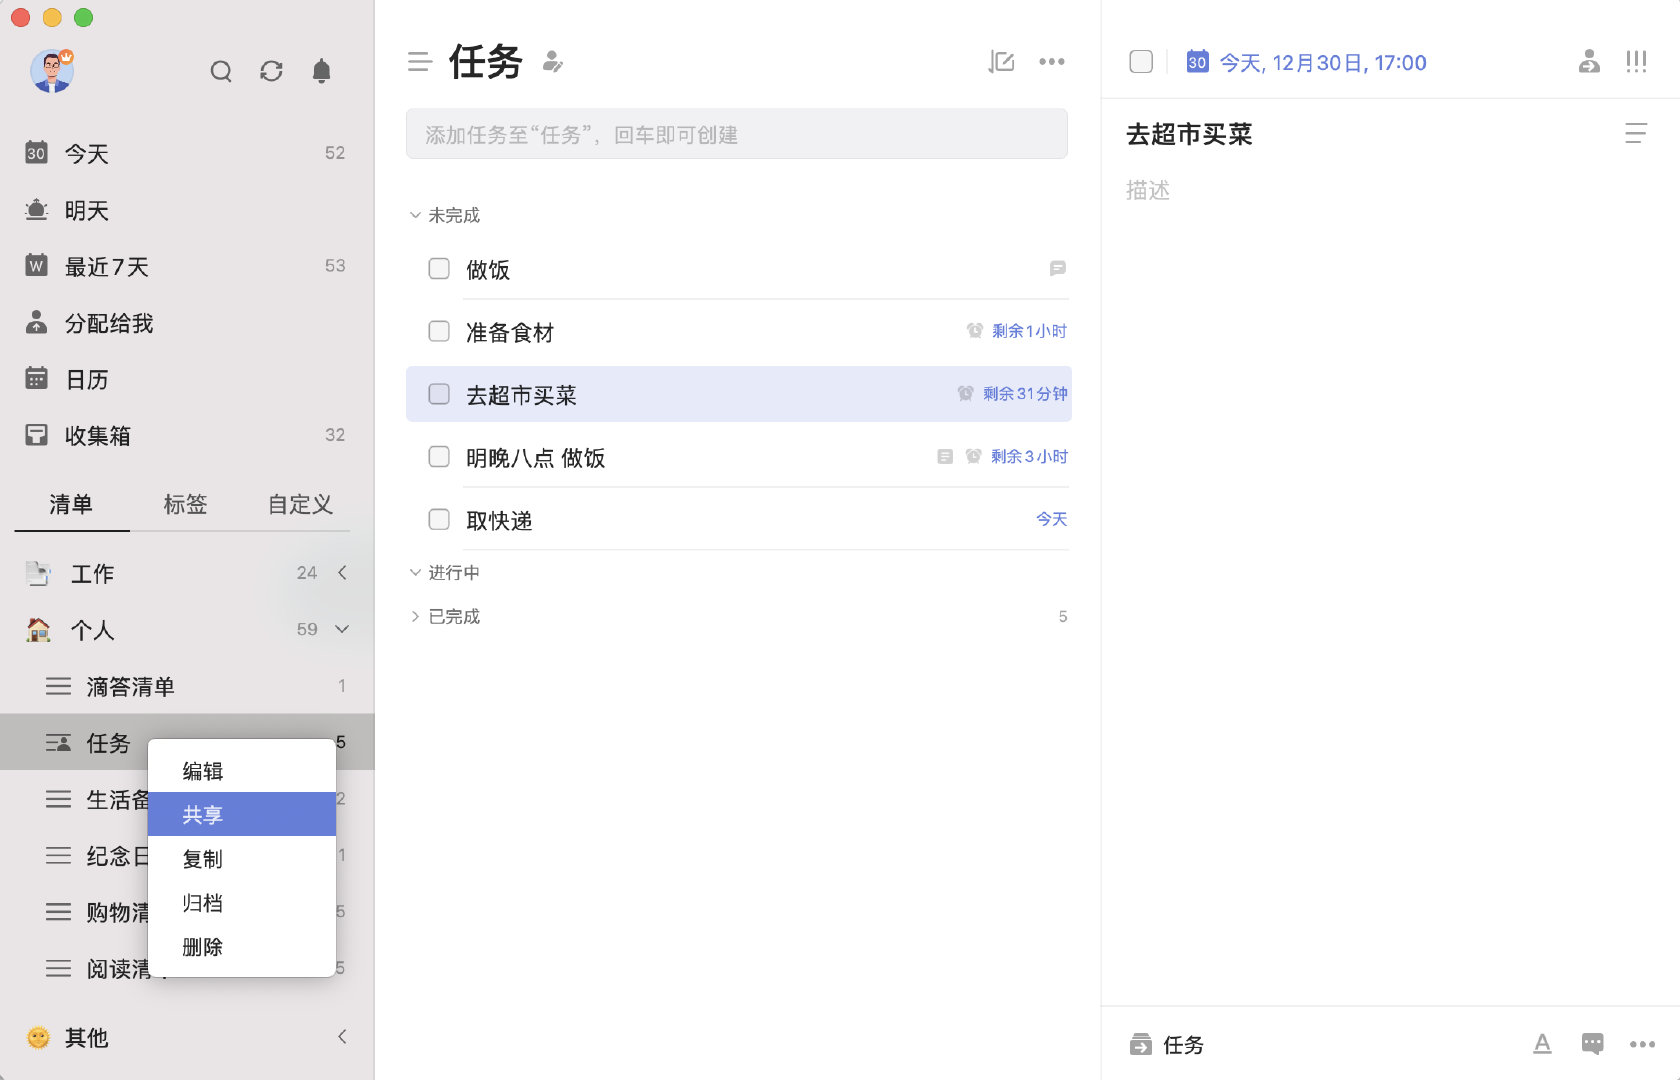 30 今天 52
明天
W 最近7天 53
分配给我
日历
收集箱 32
清单 标签 自定义
工作 24
个人 59
滴答清单 1
任务 5
生活备 2
纪念日 1
购物清 5
阅读清 5
其他
编辑
共享
复制
归档
删除
任务
添加任务至“任务”，回车即可创建
未完成
做饭
准备食材 剩余1小时
去超市买菜 剩余31分钟
明晚八点 做饭 剩余3小时
取快递 今天
进行中
已完成 5
30 今天, 12月30日, 17:00
去超市买菜
描述
任务 A